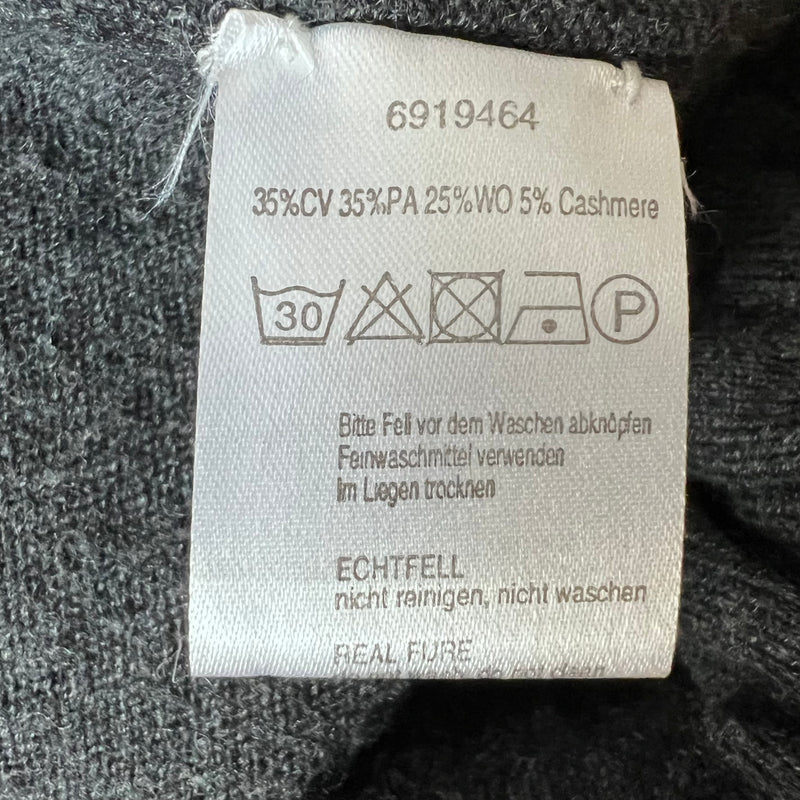 6919464
35%CV 35%PA 25%WO 5% Cashmere
30 P
Bitte Fell vor dem Waschen abknöpfen
Feinwaschmittel verwenden
Im Liegen trocknen
ECHTFELL
nicht reinigen, nicht waschen
REAL FURE